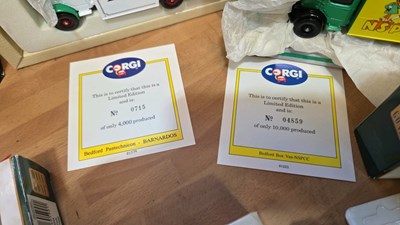 CORGI
This is to certify that this is a
Limited Edition
and is
Nº 0715
of only 4,000 produced
Bedford Pantechnicon - BARNARDOS
CORGI
This is to certify that this is a
Limited Edition
and is
Nº 04859
of only 10,000 produced
Bedford Box Van-NSPCC